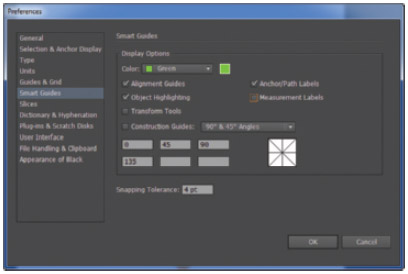 Preferences
General
Selection & Anchor Display
Type
Units
Guides & Grid
Smart Guides
Slices
Dictionary & Hyphenation
Plug-ins & Scratch Disks
User Interface
File Handling & Clipboard
Appearance of Black
Smart Guides
Display Options
Color: Green
Alignment Guides
Anchor/Path Labels
Object Highlighting
Measurement Labels
Transform Tools
Construction Guides: 90° & 45° Angles
0 45 90
135
Snapping Tolerance: 4 pt
OK Cancel